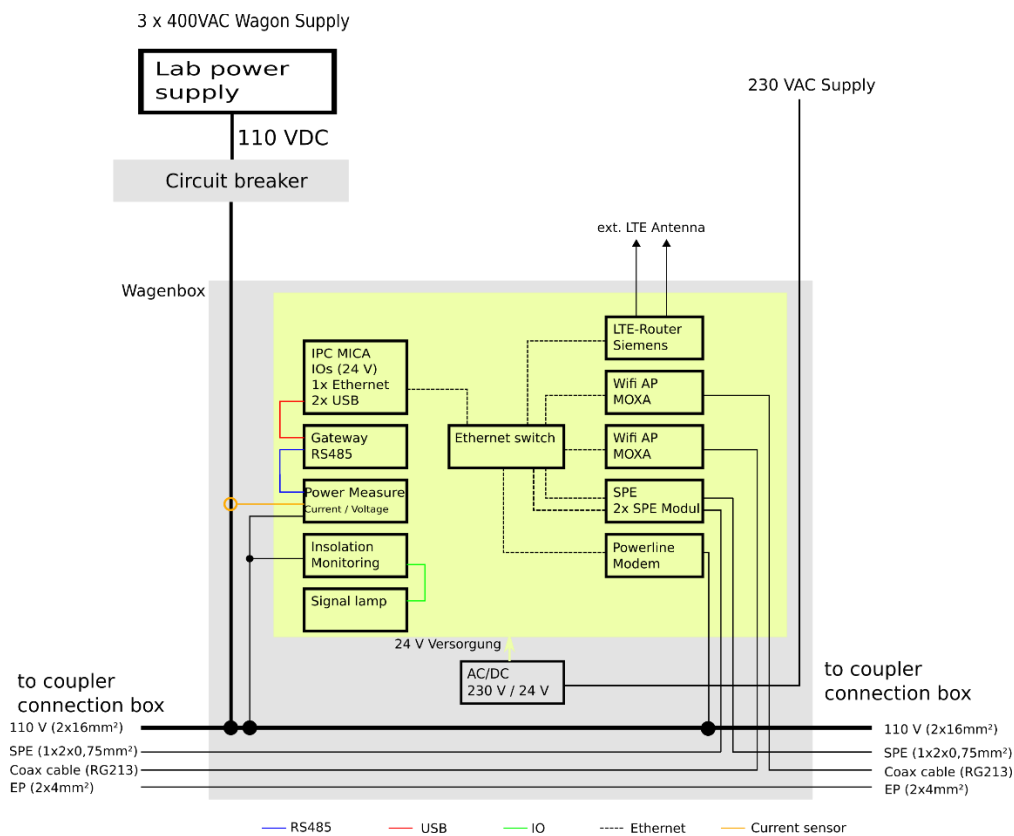 3 x 400VAC Wagon Supply
Lab power
supply
230 VAC Supply
110 VDC
Circuit breaker
ext. LTE Antenna
Wagenbox
LTE-Router
Siemens
IPC MICA
IOs (24 V)
1x Ethernet
2x USB
Wifi AP
MOXA
Gateway
RS485
Ethernet switch
Wifi AP
MOXA
Power Measure
Current / Voltage
SPE
2x SPE Modul
Insolation
Monitoring
Powerline
Modem
Signal lamp
24 V Versorgung
AC/DC
230 V / 24 V
to coupler
connection box
110 V (2x16mm²)
SPE (1x2x0,75mm²)
Coax cable (RG213)
EP (2x4mm²)
to coupler
connection box
110 V (2x16mm²)
SPE (1x2x0,75mm²)
Coax cable (RG213)
EP (2x4mm²)
RS485
USB
IO
Ethernet
Current sensor